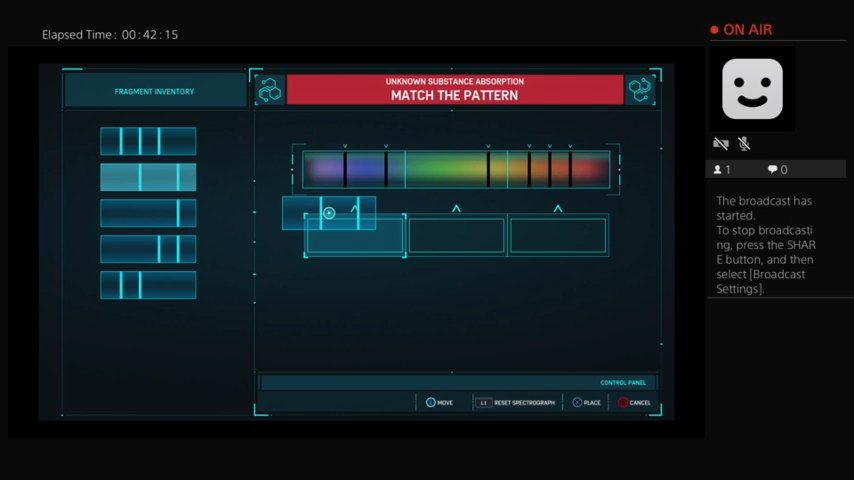 Elapsed Time: 00:42:15
ON AIR
FRAGMENT INVENTORY
UNKNOWN SUBSTANCE ABSORPTION
MATCH THE PATTERN
1
0
The broadcast has
started.
To stop broadcasti
ng, press the SHAR
E button, and then
select [Broadcast
Settings].
CONTROL PANEL
L MOVE
L1 RESET SPECTROGRAPH
PLACE
CANCEL